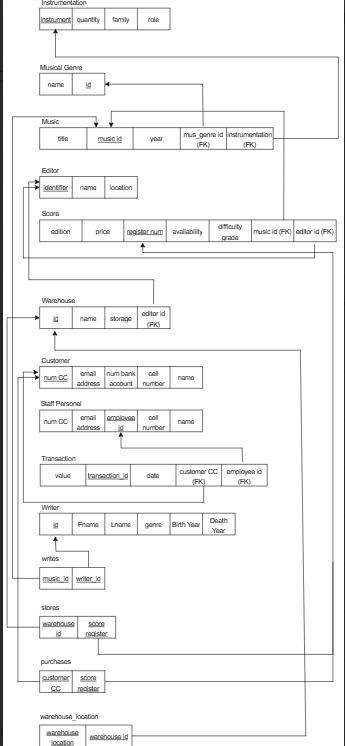 Instrumentation
instrument quantity family role
Musical Genre
name id
Music
title music id year mus_genre id (FK) instrumentation (FK)
Editor
identifier name location
Score
edition price register num availability difficulty grade music id (FK) editor id (FK)
Warehouse
id name storage editor id (FK)
Customer
num CC email address num bank account cell number name
Staff Personel
num CC email address employee id cell number name
Transaction
value transaction_id date customer CC (FK) employee id (FK)
Writer
id Fname Lname genre Birth Year Death Year
writes
music_id writer_id
stores
warehouse id score register
purchases
customer CC score register
warehouse_location
warehouse location warehouse id